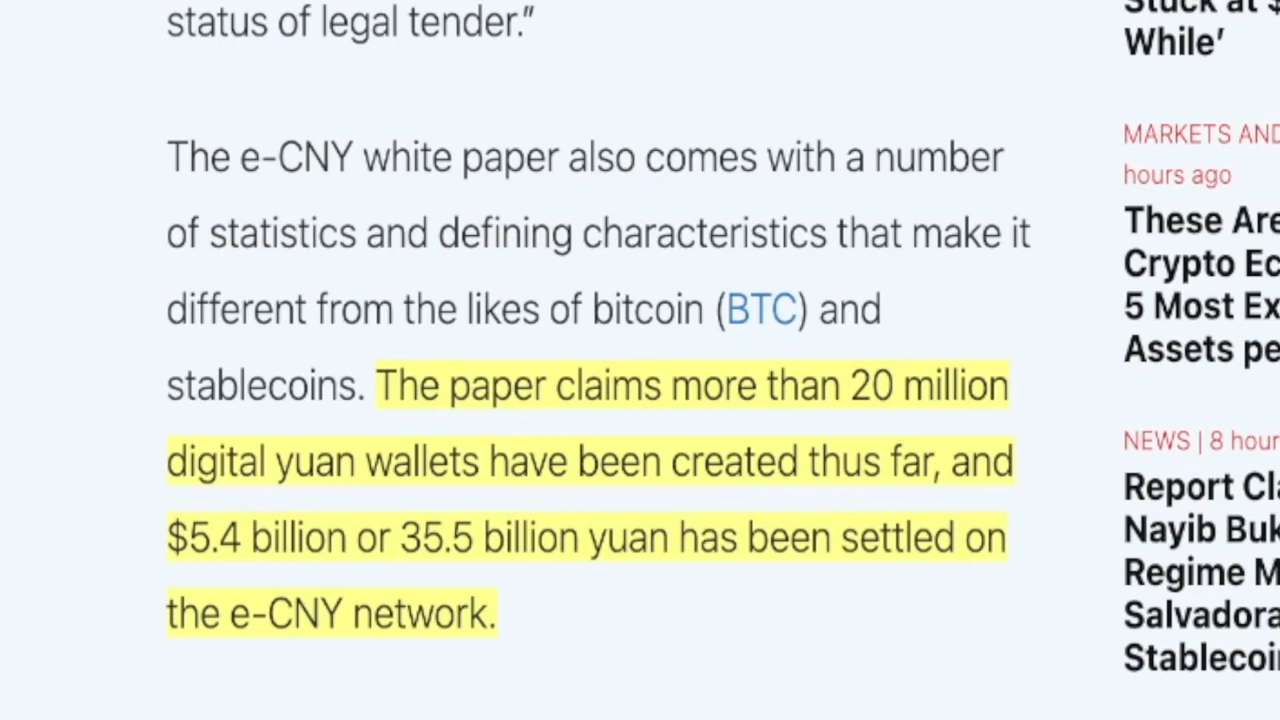 status of legal tender.”
The e-CNY white paper also comes with a number
of statistics and defining characteristics that make it
different from the likes of bitcoin (BTC) and
stablecoins. The paper claims more than 20 million
digital yuan wallets have been created thus far, and
$5.4 billion or 35.5 billion yuan has been settled on
the e-CNY network.
Stuck at $
While’
MARKETS AND
hours ago
These Are
Crypto Ec
5 Most Ex
Assets pe
NEWS | 8 hour
Report Cla
Nayib Buk
Regime M
Salvadora
Stablecoin